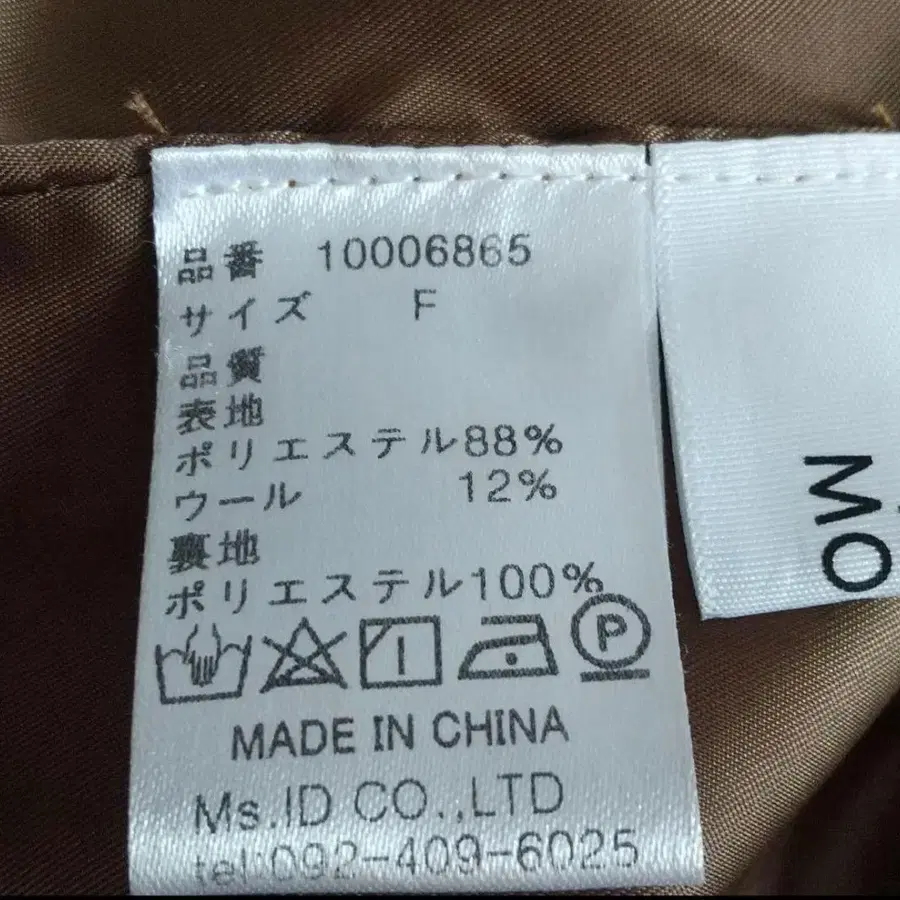 品番 10006865
サイズ F
品質
表地
ポリエステル88%
ウール 12%
裏地
ポリエステル100%
P
MADE IN CHINA
Ms.ID CO.,LTD
tel:092-409-6025
MO